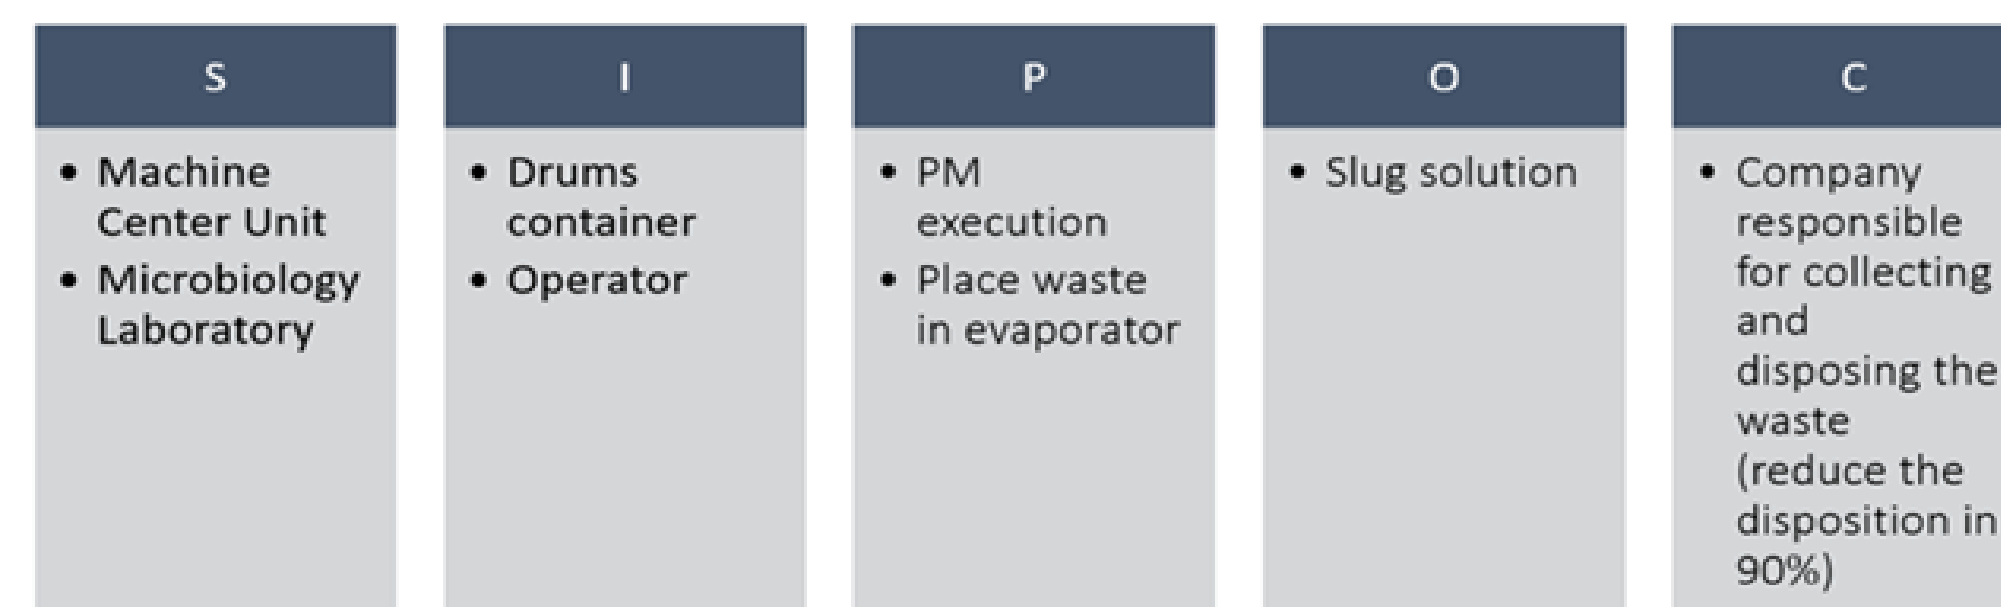 S
• Machine
Center Unit
• Microbiology
Laboratory
I
• Drums
container
• Operator
P
• PM
execution
• Place waste
in evaporator
O
• Slug solution
C
• Company
responsible
for collecting
and
disposing the
waste
(reduce the
disposition in
90%)